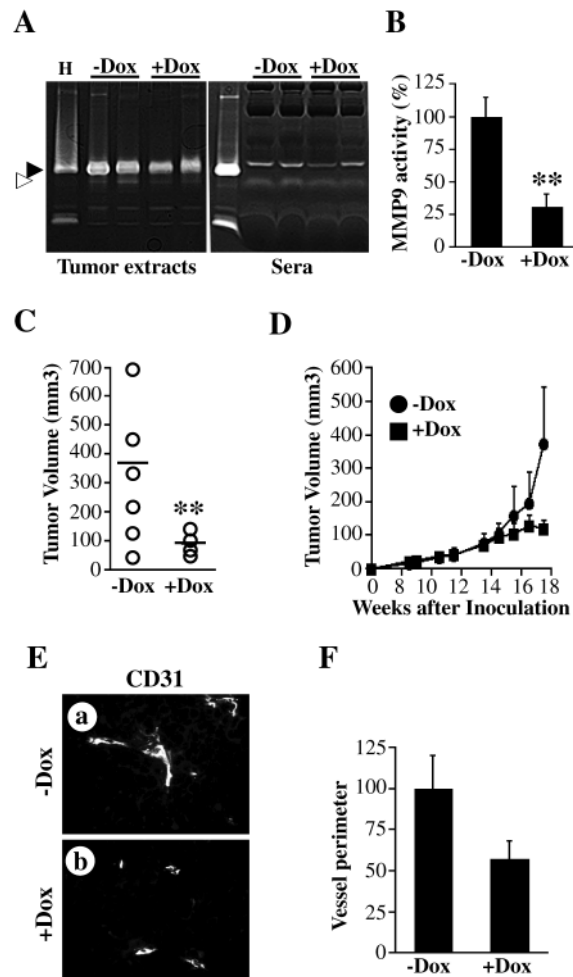 A
H -Dox +Dox -Dox +Dox
Tumor extracts Sera
B
MMP9 activity (%)
125
100
75
50
25
0
**
-Dox +Dox
C
Tumor Volume (mm3)
700
600
500
400
300
200
100
0
**
-Dox +Dox
D
Tumor Volume (mm3)
600
500
400
300
200
100
0
-Dox
+Dox
0 8 10 12 14 16 18
Weeks after Inoculation
E
CD31
a
-Dox
b
+Dox
F
Vessel perimeter
125
100
75
50
25
0
-Dox +Dox